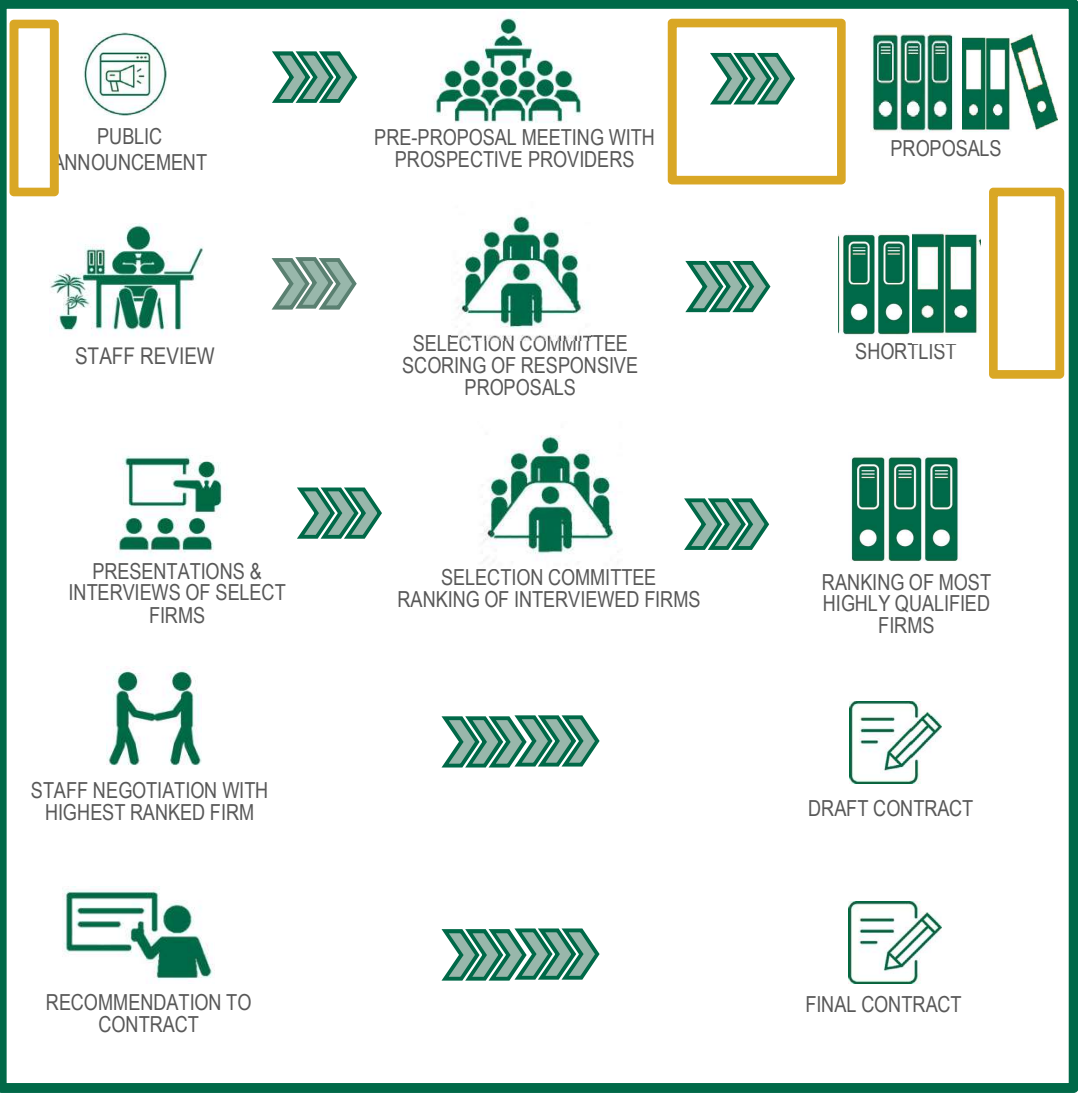 PUBLIC
ANNOUNCEMENT
PRE-PROPOSAL MEETING WITH
PROSPECTIVE PROVIDERS
PROPOSALS
STAFF REVIEW
SELECTION COMMITTEE
SCORING OF RESPONSIVE
PROPOSALS
SHORTLIST
PRESENTATIONS &
INTERVIEWS OF SELECT
FIRMS
SELECTION COMMITTEE
RANKING OF INTERVIEWED FIRMS
RANKING OF MOST
HIGHLY QUALIFIED
FIRMS
STAFF NEGOTIATION WITH
HIGHEST RANKED FIRM
DRAFT CONTRACT
RECOMMENDATION TO
CONTRACT
FINAL CONTRACT